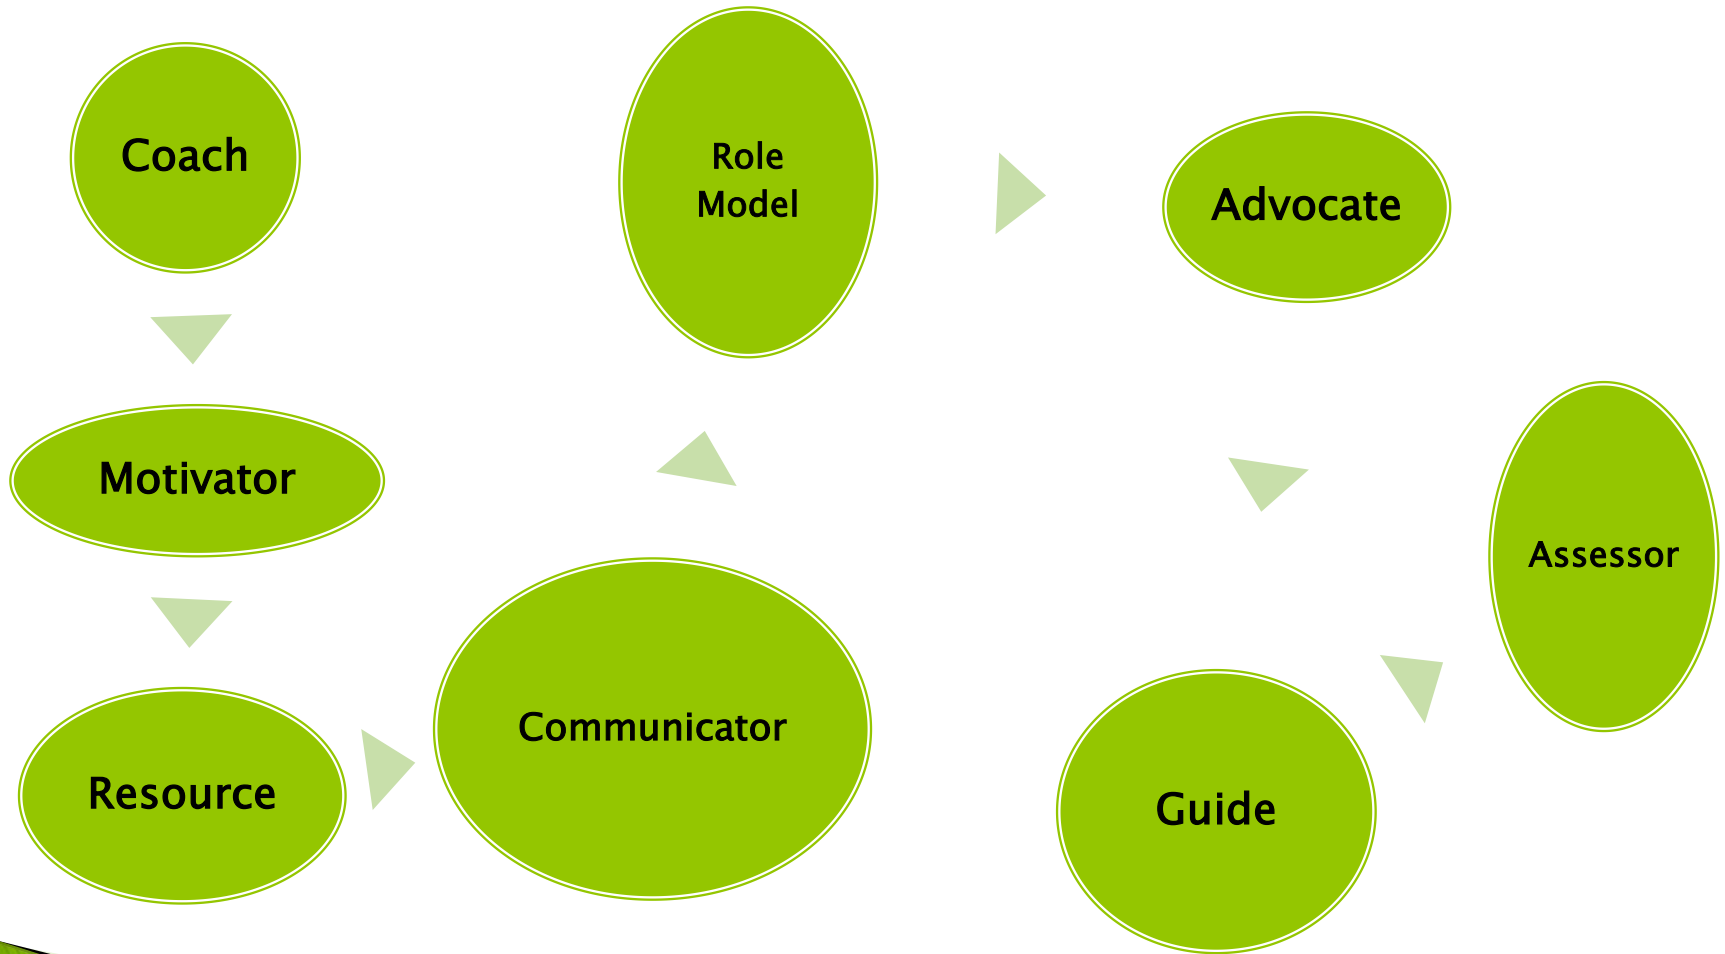 Coach
Motivator
Resource
Communicator
Role
Model
Advocate
Assessor
Guide